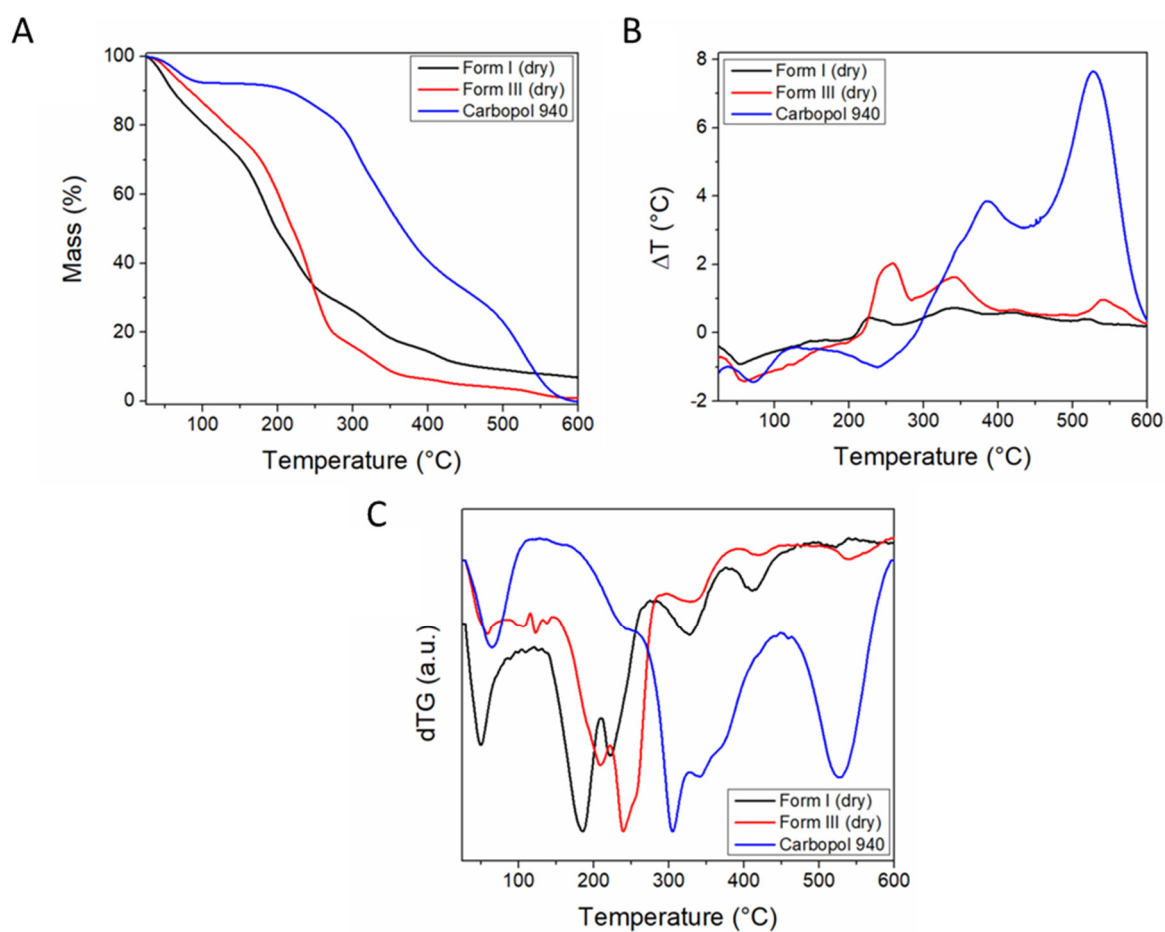 A
100
80
60
40
20
0
Mass (%)
Form I (dry)
Form III (dry)
Carbopol 940
100 200 300 400 500 600
Temperature (°C)
B
8
6
4
2
0
-2
ΔT (°C)
Form I (dry)
Form III (dry)
Carbopol 940
100 200 300 400 500 600
Temperature (°C)
C
dTG (a.u.)
Form I (dry)
Form III (dry)
Carbopol 940
100 200 300 400 500 600
Temperature (°C)